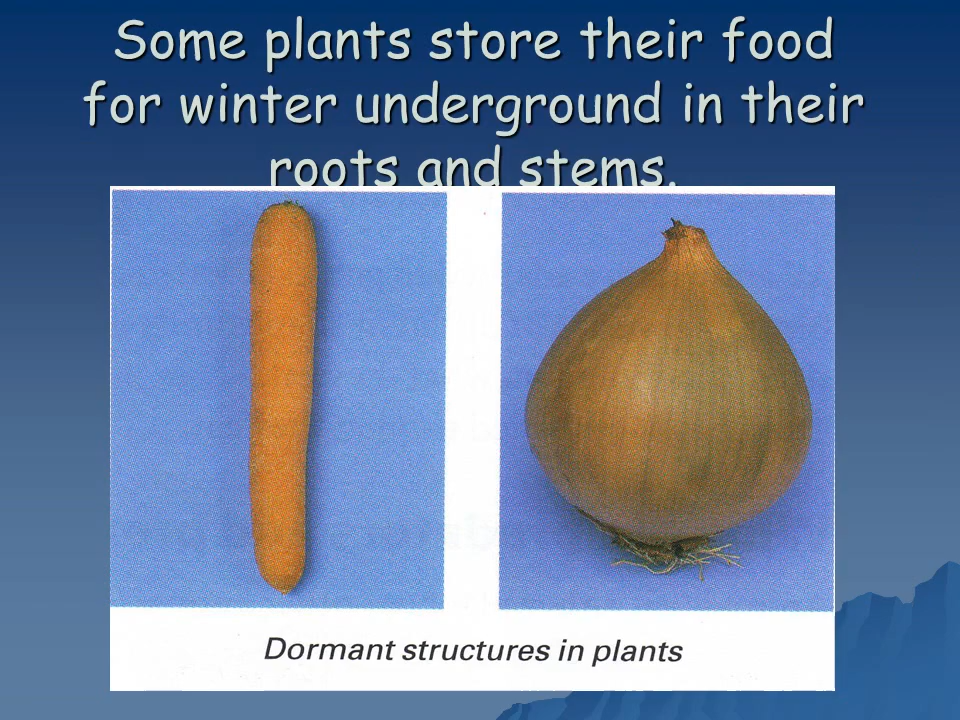 Some plants store their food
for winter underground in their
roots and stems.
Dormant structures in plants